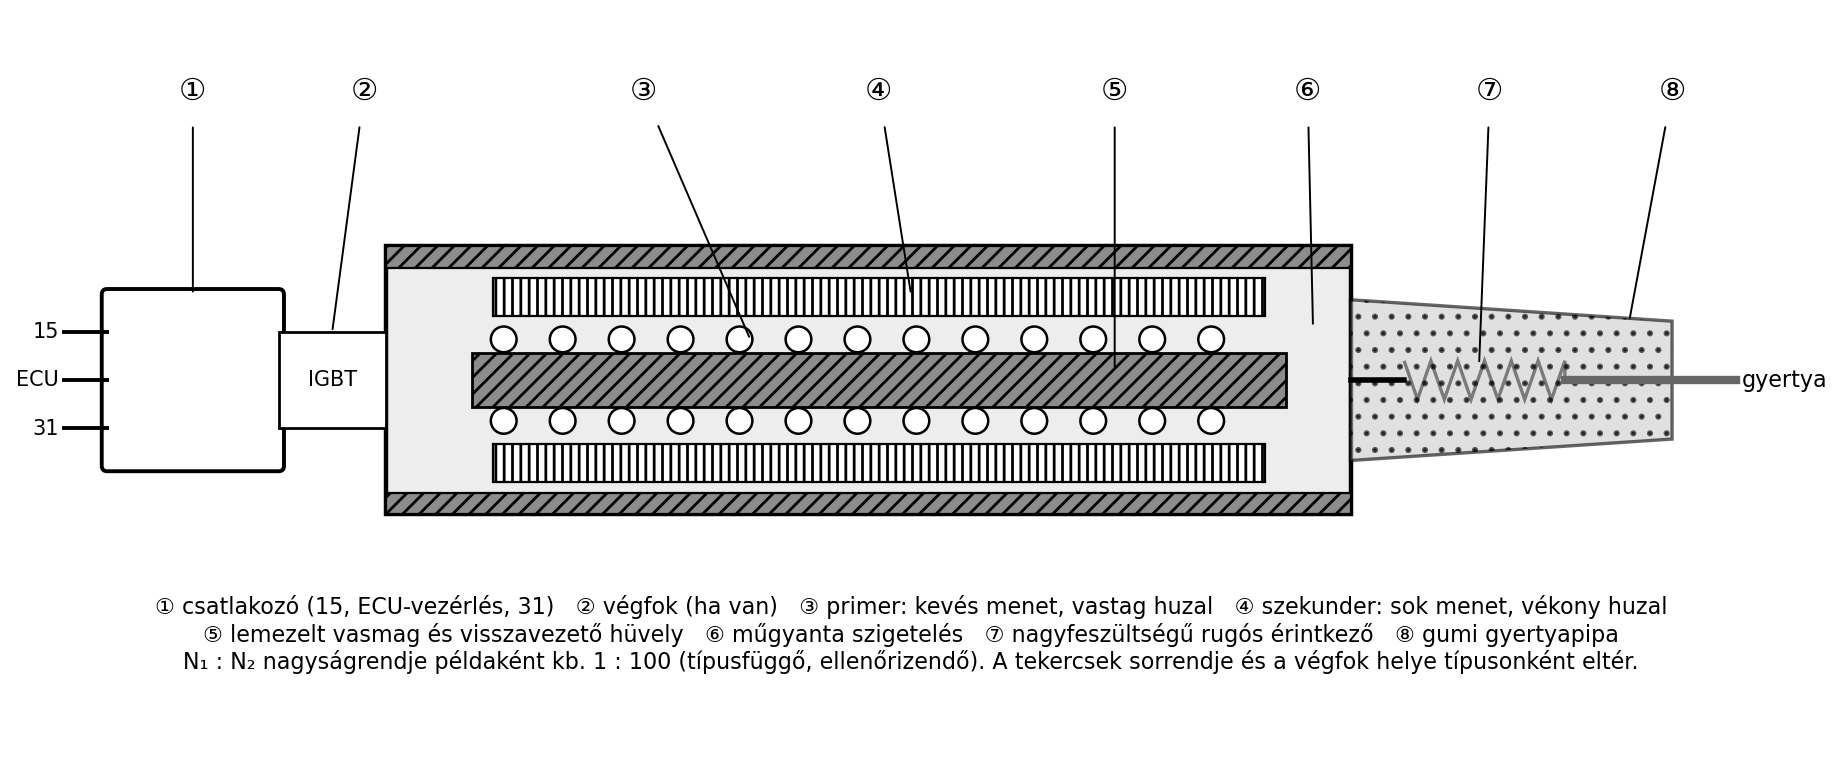 ① ② ③ ④ ⑤ ⑥ ⑦ ⑧
15
ECU
31
IGBT
gyertya
① csatlakozó (15, ECU-vezérlés, 31) ② végfok (ha van) ③ primer: kevés menet, vastag huzal ④ szekunder: sok menet, vékony huzal
⑤ lemezelt vasmag és visszavezető hüvely ⑥ műgyanta szigetelés ⑦ nagyfeszültségű rugós érintkező ⑧ gumi gyertyapipa
N₁ : N₂ nagyságrendje példaként kb. 1 : 100 (típusfüggő, ellenőrizendő). A tekercsek sorrendje és a végfok helye típusonként eltér.